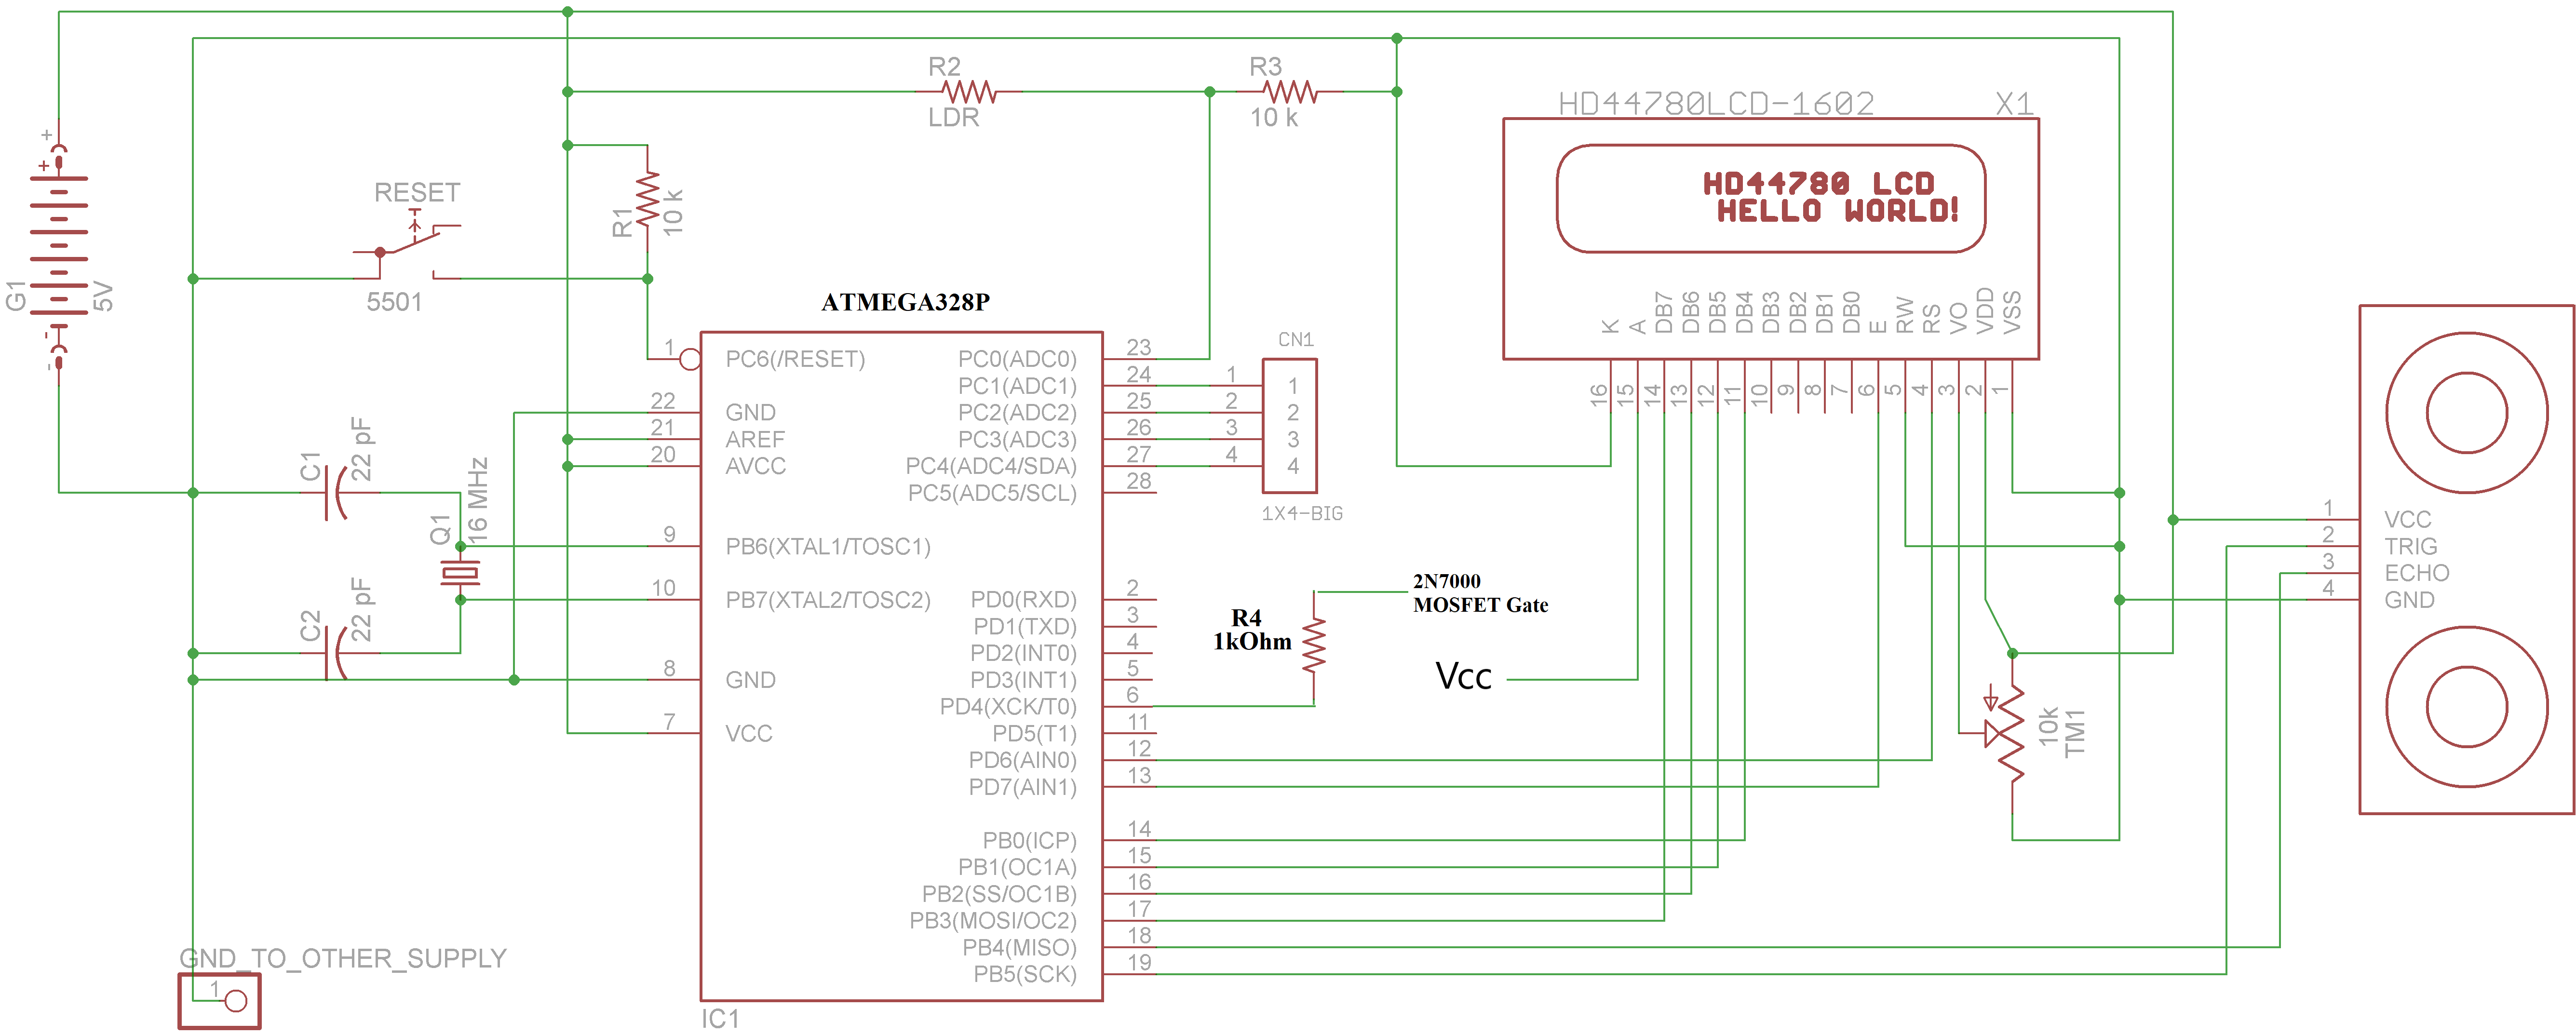 R2
LDR
R3
10 k
HD44780LCD-1602
X1
HD44780 LCD
HELLO WORLD!
K
A
DB7
DB6
DB5
DB4
DB3
DB2
DB1
DB0
E
RW
RS
VO
VDD
VSS
16
15
14
13
12
11
10
9
8
7
6
5
4
3
2
1
+
+
G1
5V
-
-
RESET
5501
R1
10 k
ATMEGA328P
1
PC6(/RESET)
22
GND
21
AREF
20
AVCC
9
PB6(XTAL1/TOSC1)
10
PB7(XTAL2/TOSC2)
8
GND
7
VCC
PC0(ADC0)
23
PC1(ADC1)
24
PC2(ADC2)
25
PC3(ADC3)
26
PC4(ADC4/SDA)
27
PC5(ADC5/SCL)
28
PD0(RXD)
2
PD1(TXD)
3
PD2(INT0)
4
PD3(INT1)
5
PD4(XCK/T0)
6
PD5(T1)
11
PD6(AIN0)
12
PD7(AIN1)
13
PB0(ICP)
14
PB1(OC1A)
15
PB2(SS/OC1B)
16
PB3(MOSI/OC2)
17
PB4(MISO)
18
PB5(SCK)
19
IC1
CN1
1
1
2
2
3
3
4
4
1X4-BIG
C1
22 pF
Q1
16 MHz
C2
22 pF
R4
1kOhm
2N7000
MOSFET Gate
Vcc
10k
TM1
1
VCC
2
TRIG
3
ECHO
4
GND
GND_TO_OTHER_SUPPLY
1